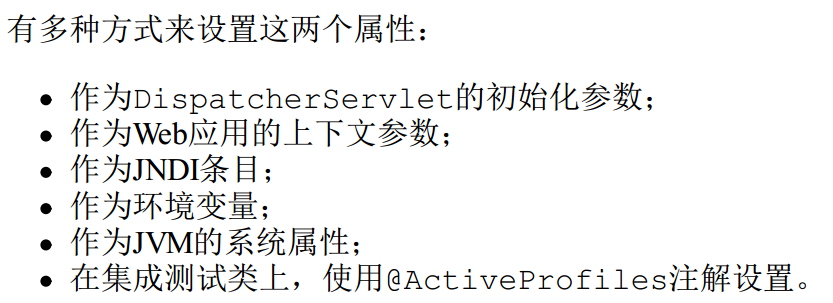 有多种方式来设置这两个属性：
● 作为DispatcherServlet的初始化参数；
● 作为Web应用的上下文参数；
● 作为JNDI条目；
● 作为环境变量；
● 作为JVM的系统属性；
● 在集成测试类上，使用@ActiveProfiles注解设置。